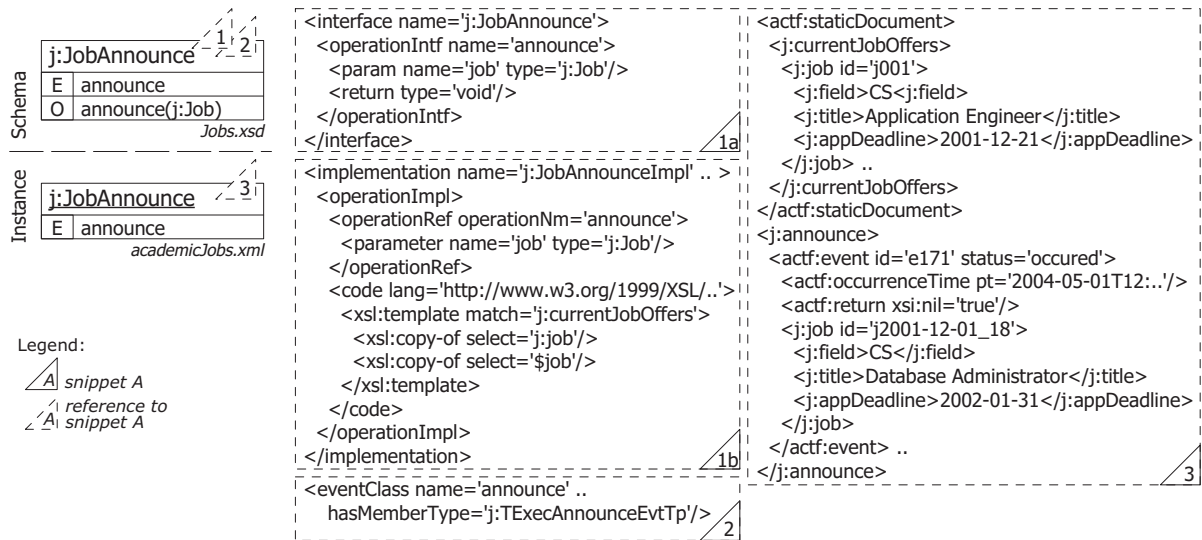 1
2
j:JobAnnounce
E announce
O announce(j:Job)
Jobs.xsd
Schema
Instance
3
j:JobAnnounce
E announce
academicJobs.xml
Legend:
A snippet A
A reference to
snippet A
<interface name='j:JobAnnounce'>
<operationIntf name='announce'>
<param name='job' type='j:Job'/>
<return type='void'/>
</operationIntf>
</interface>
1a
<implementation name='j:JobAnnounceImpl' .. >
<operationImpl>
<operationRef operationNm='announce'>
<parameter name='job' type='j:Job'/>
</operationRef>
<code lang='http://www.w3.org/1999/XSL/..'>
<xsl:template match='j:currentJobOffers'>
<xsl:copy-of select='j:job'/>
<xsl:copy-of select='$job'/>
</xsl:template>
</code>
</operationImpl>
</implementation>
1b
<eventClass name='announce' ..
hasMemberType='j:TExecAnnounceEvtTp'/>
2
<actf:staticDocument>
<j:currentJobOffers>
<j:job id='j001'>
<j:field>CS<j:field>
<j:title>Application Engineer</j:title>
<j:appDeadline>2001-12-21</j:appDeadline>
</j:job> ..
</j:currentJobOffers>
</actf:staticDocument>
<j:announce>
<actf:event id='e171' status='occured'>
<actf:occurrenceTime pt='2004-05-01T12:..'/>
<actf:return xsi:nil='true'/>
<j:job id='j2001-12-01_18'>
<j:field>CS</j:field>
<j:title>Database Administrator</j:title>
<j:appDeadline>2002-01-31</j:appDeadline>
</j:job>
</actf:event> ..
</j:announce>
3